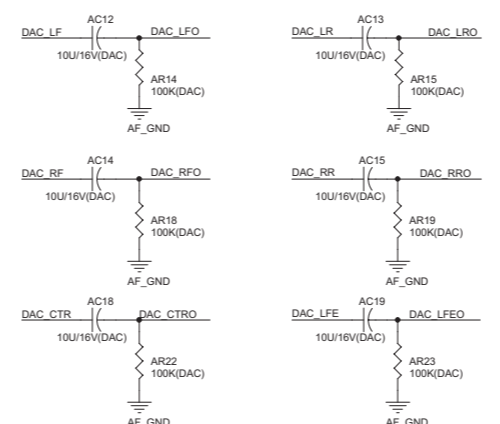 AC12
DAC_LF
DAC_LFO
10U/16V(DAC)
AR14
100K(DAC)
AF_GND
AC13
DAC_LR
DAC_LRO
10U/16V(DAC)
AR15
100K(DAC)
AF_GND
AC14
DAC_RF
DAC_RFO
10U/16V(DAC)
AR18
100K(DAC)
AF_GND
AC15
DAC_RR
DAC_RRO
10U/16V(DAC)
AR19
100K(DAC)
AF_GND
AC18
DAC_CTR
DAC_CTRO
10U/16V(DAC)
AR22
100K(DAC)
AF_GND
AC19
DAC_LFE
DAC_LFEO
10U/16V(DAC)
AR23
100K(DAC)
AF_GND